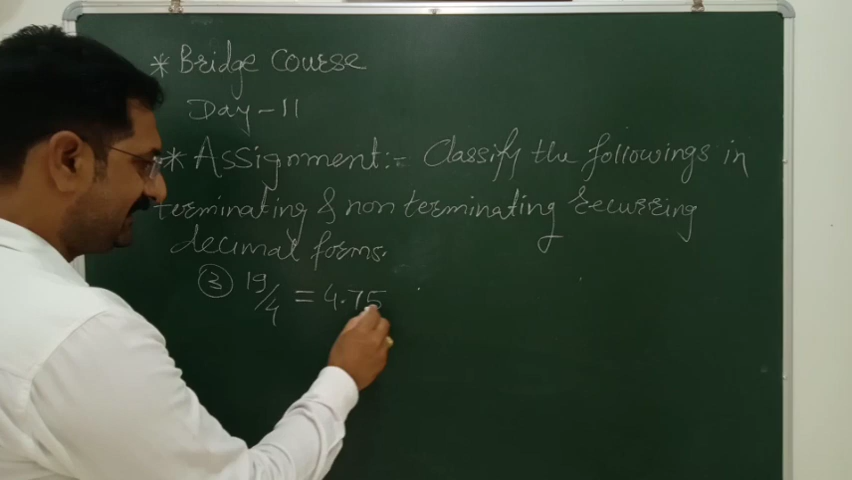 * Bridge Course
Day - 11
* Assignment:- Classify the followings in
terminating & non terminating recurring
decimal forms.
③ 19/4 = 4.75